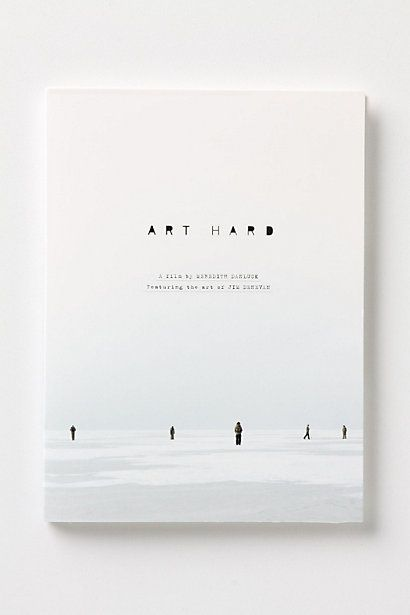 ART HARD
A film by MEREDITH DANLUCK
Featuring the art of JIM DENEVAN